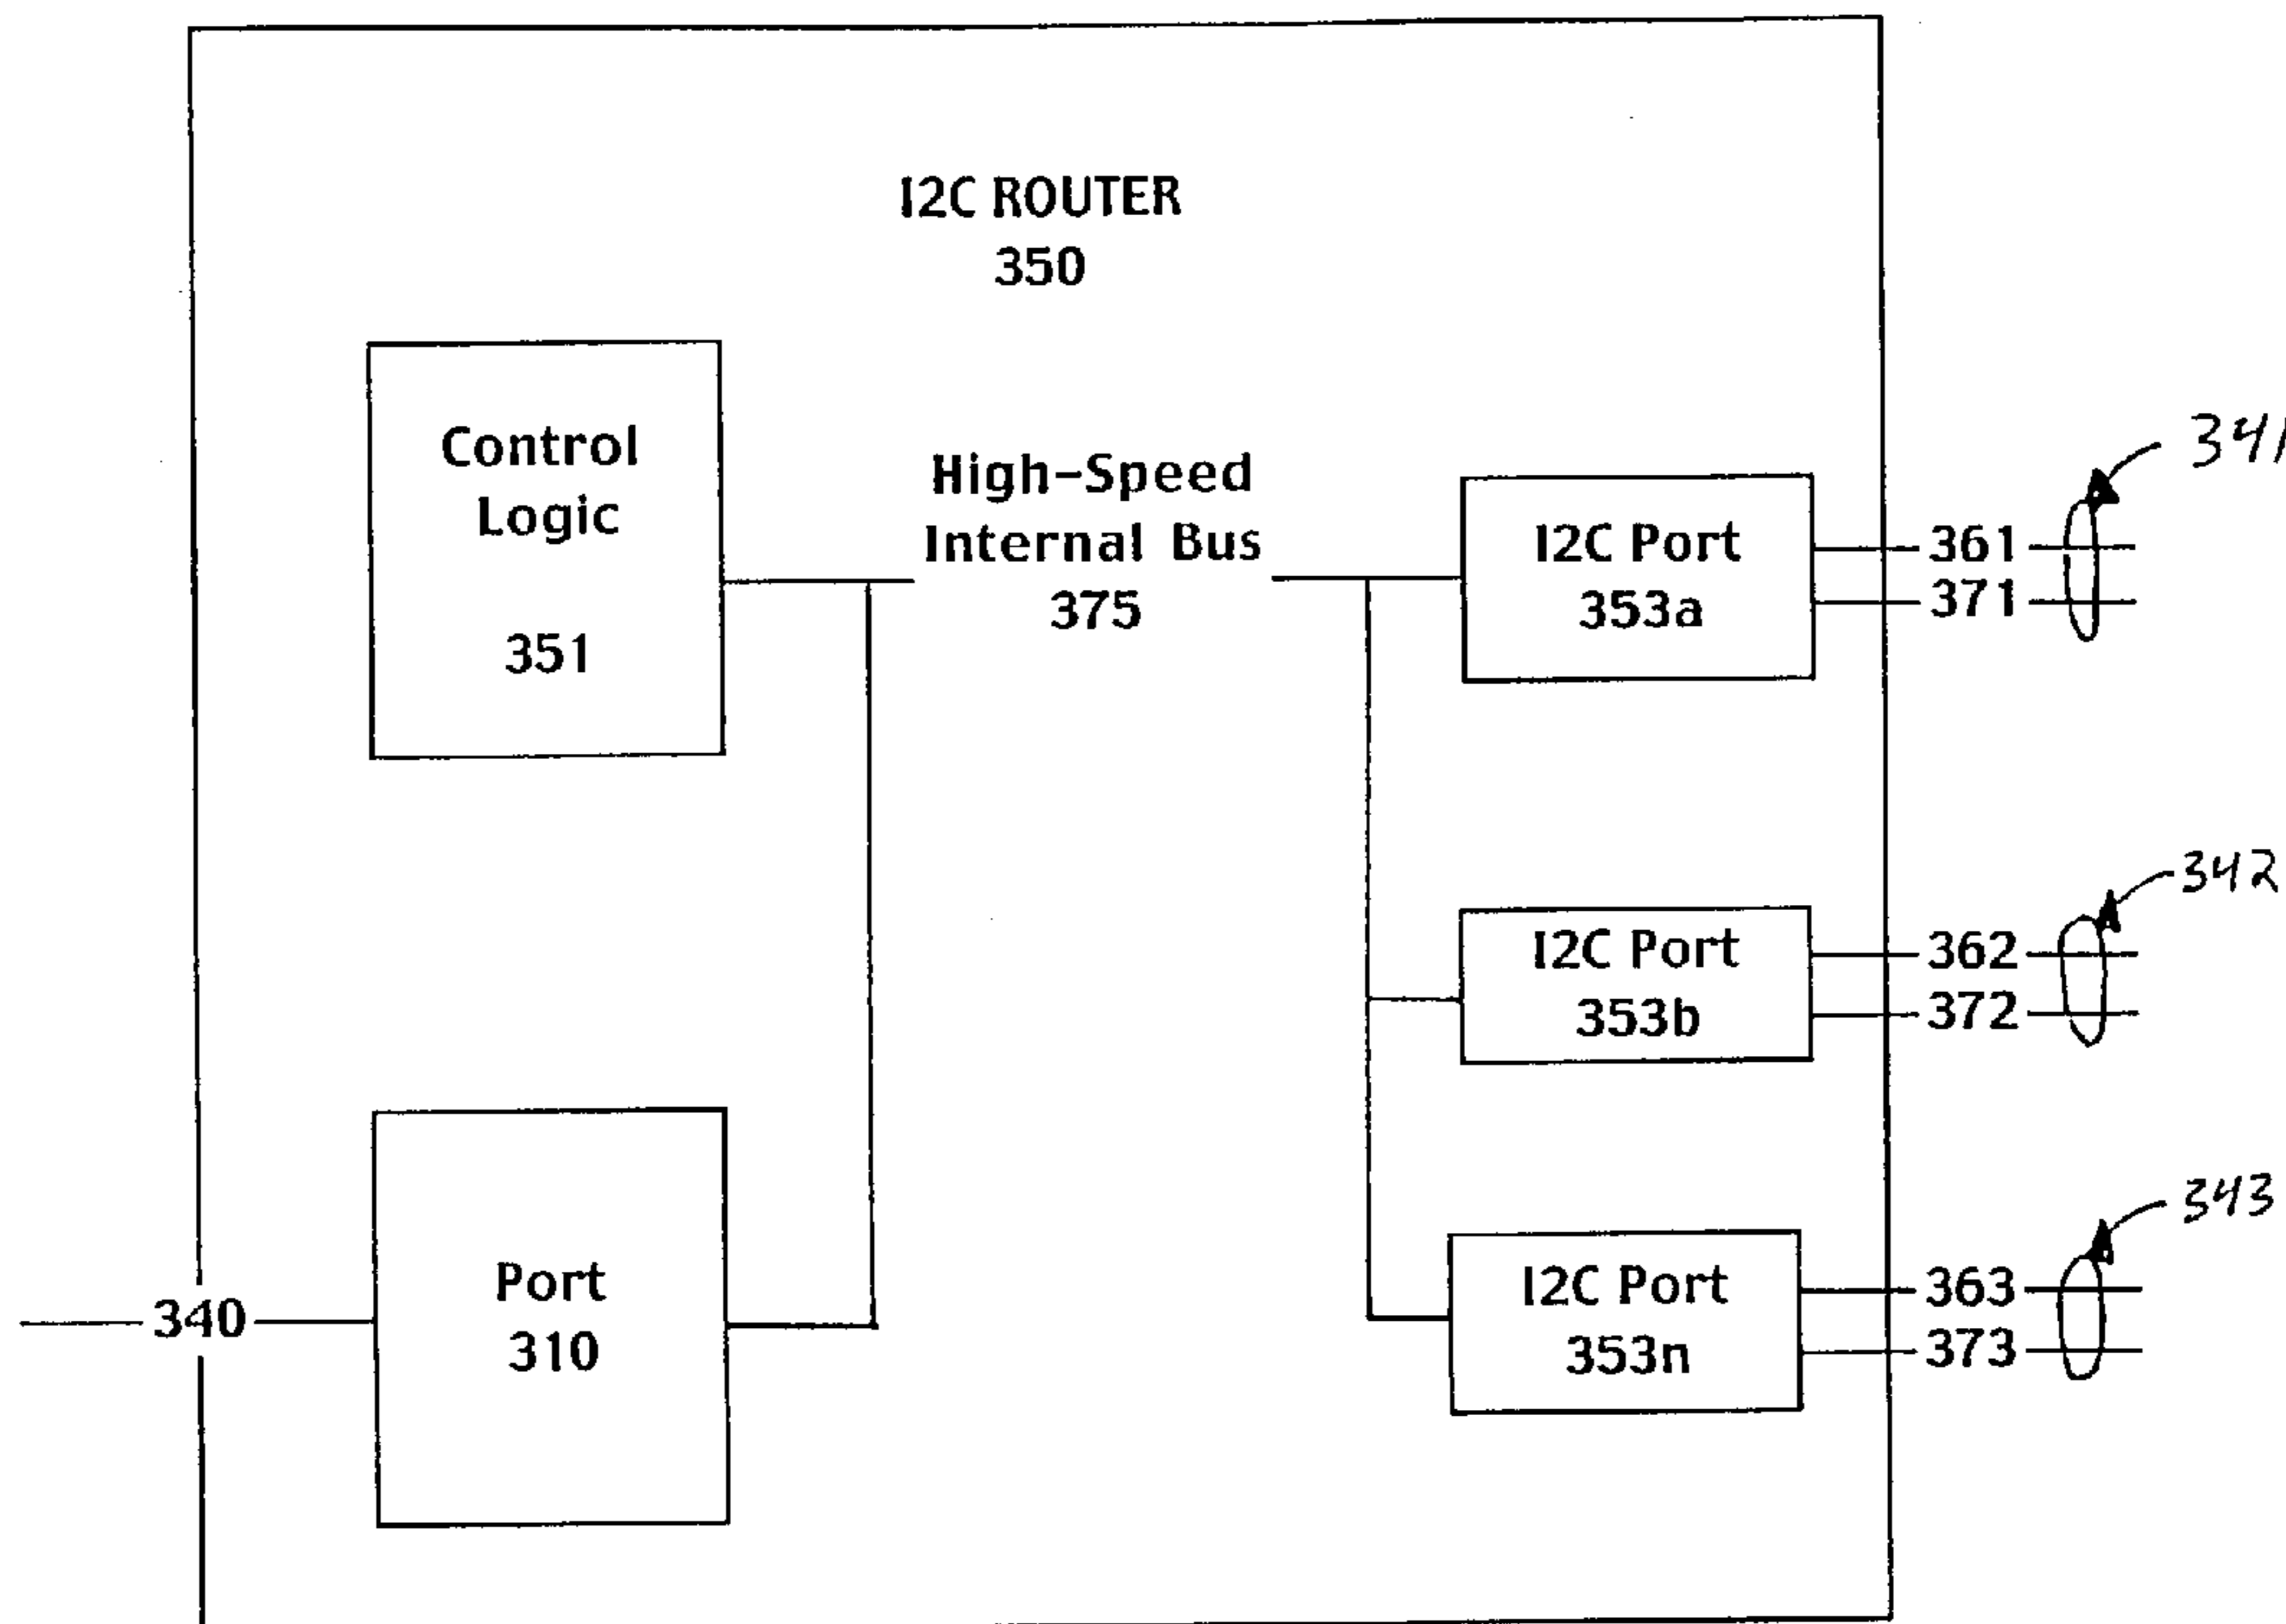 I2C ROUTER
350
Control
Logic
351
High-Speed
Internal Bus
375
I2C Port
353a
361
371
341
I2C Port
353b
362
372
342
Port
310
340
I2C Port
353n
363
373
343